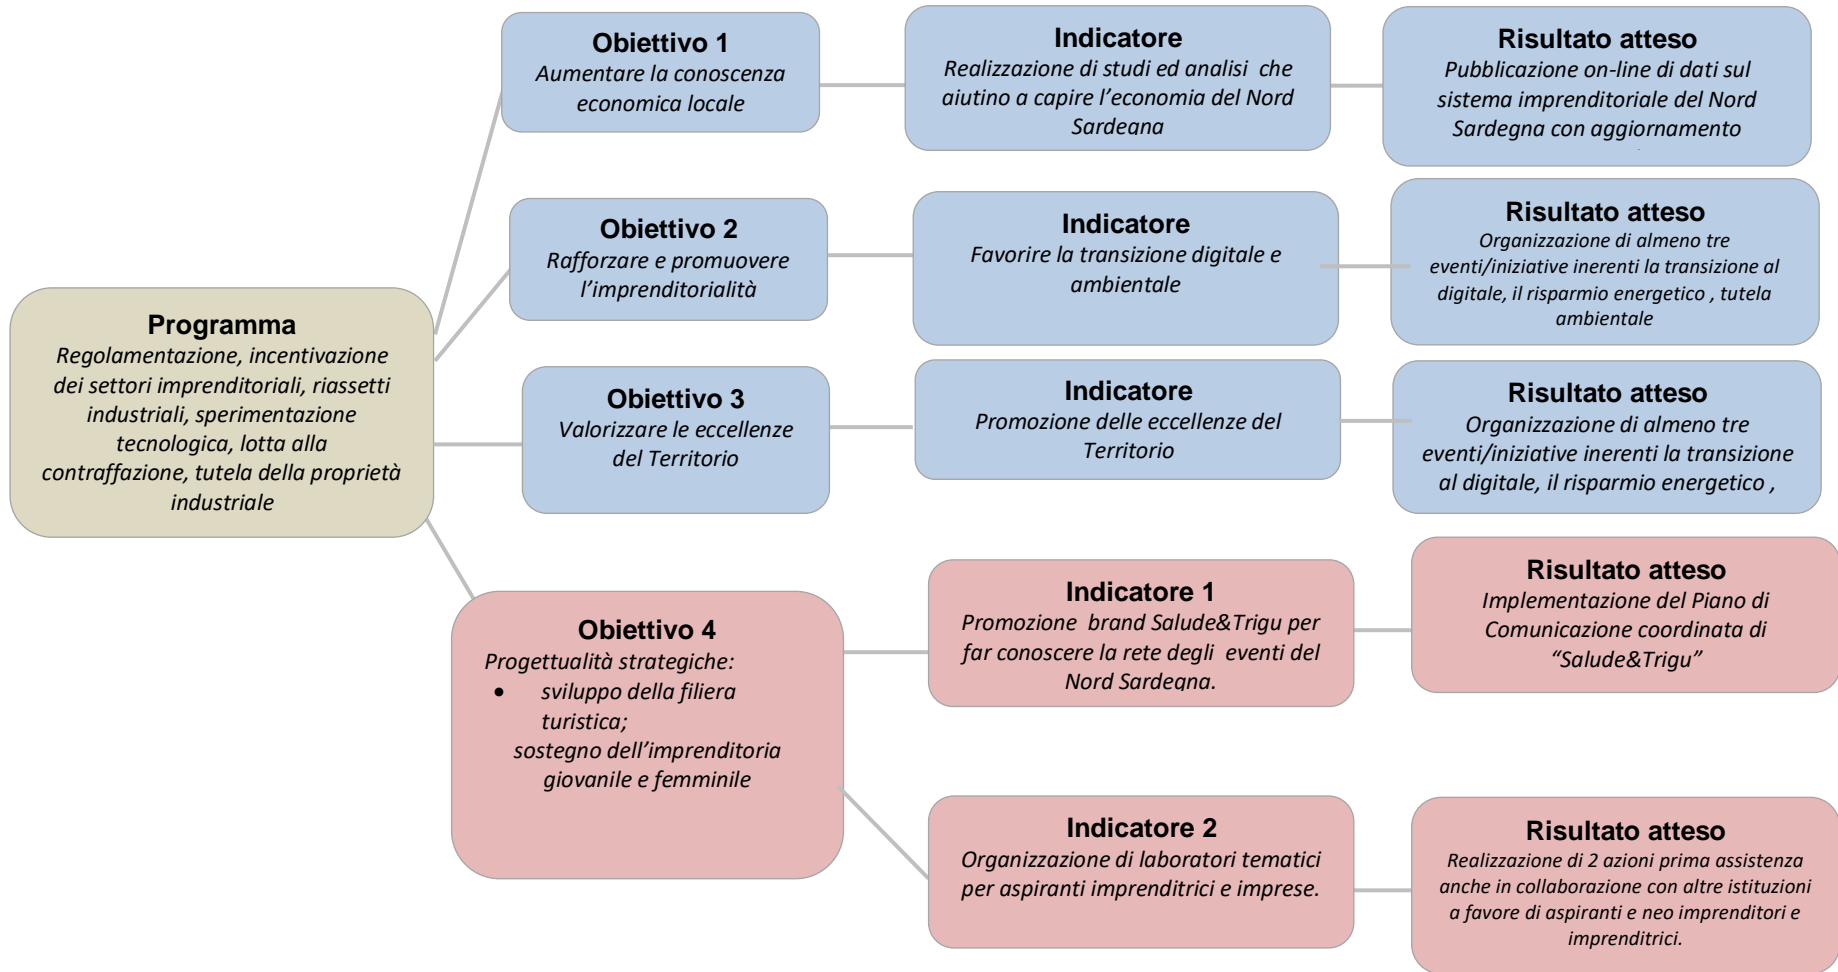 Programma
Regolamentazione, incentivazione
dei settori imprenditoriali, riassetti
industriali, sperimentazione
tecnologica, lotta alla
contraffazione, tutela della proprietà
industriale
Obiettivo 1
Aumentare la conoscenza
economica locale
Indicatore
Realizzazione di studi ed analisi che
aiutino a capire l'economia del Nord
Sardegna
Risultato atteso
Pubblicazione on-line di dati sul
sistema imprenditoriale del Nord
Sardegna con aggiornamento
Obiettivo 2
Rafforzare e promuovere
l'imprenditorialità
Indicatore
Favorire la transizione digitale e
ambientale
Risultato atteso
Organizzazione di almeno tre
eventi/iniziative inerenti la transizione al
digitale, il risparmio energetico , tutela
ambientale
Obiettivo 3
Valorizzare le eccellenze
del Territorio
Indicatore
Promozione delle eccellenze del
Territorio
Risultato atteso
Organizzazione di almeno tre
eventi/iniziative inerenti la transizione
al digitale, il risparmio energetico ,
Obiettivo 4
Progettualità strategiche:
• sviluppo della filiera
turistica;
sostegno dell'imprenditoria
giovanile e femminile
Indicatore 1
Promozione brand Salude&Trigu per
far conoscere la rete degli eventi del
Nord Sardegna.
Risultato atteso
Implementazione del Piano di
Comunicazione coordinata di
"Salude&Trigu"
Indicatore 2
Organizzazione di laboratori tematici
per aspiranti imprenditrici e imprese.
Risultato atteso
Realizzazione di 2 azioni prima assistenza
anche in collaborazione con altre istituzioni
a favore di aspiranti e neo imprenditori e
imprenditrici.